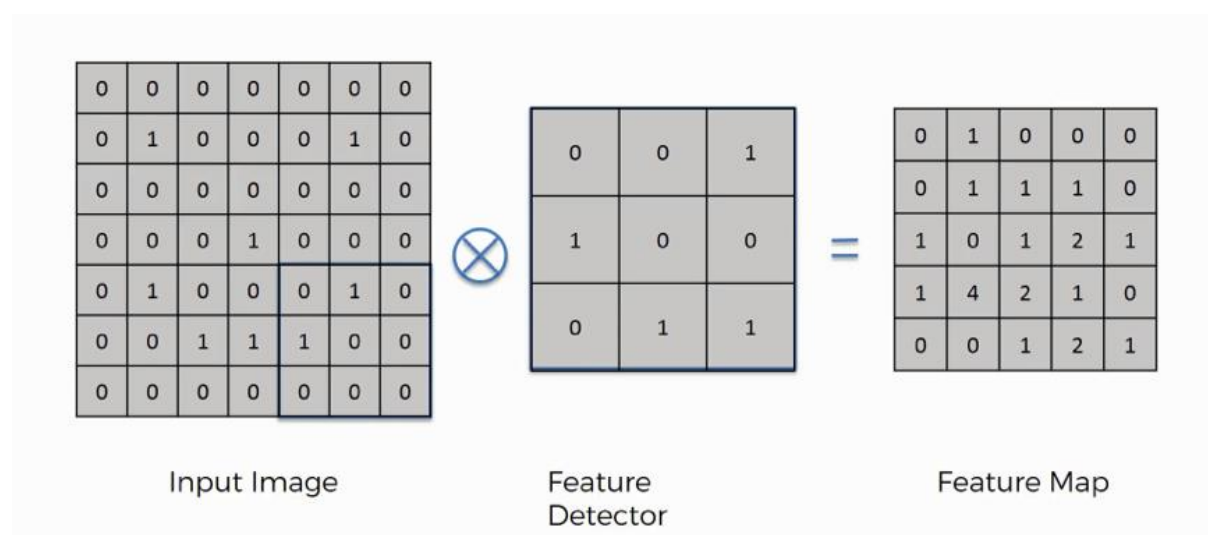 0 0 0 0 0 0 0
0 1 0 0 0 1 0
0 0 0 0 0 0 0
0 0 0 1 0 0 0
0 1 0 0 0 1 0
0 0 1 1 1 0 0
0 0 0 0 0 0 0
Input Image
0 0 1
1 0 0
0 1 1
Feature
Detector
=
0 1 0 0 0
0 1 1 1 0
1 0 1 2 1
1 4 2 1 0
0 0 1 2 1
Feature Map